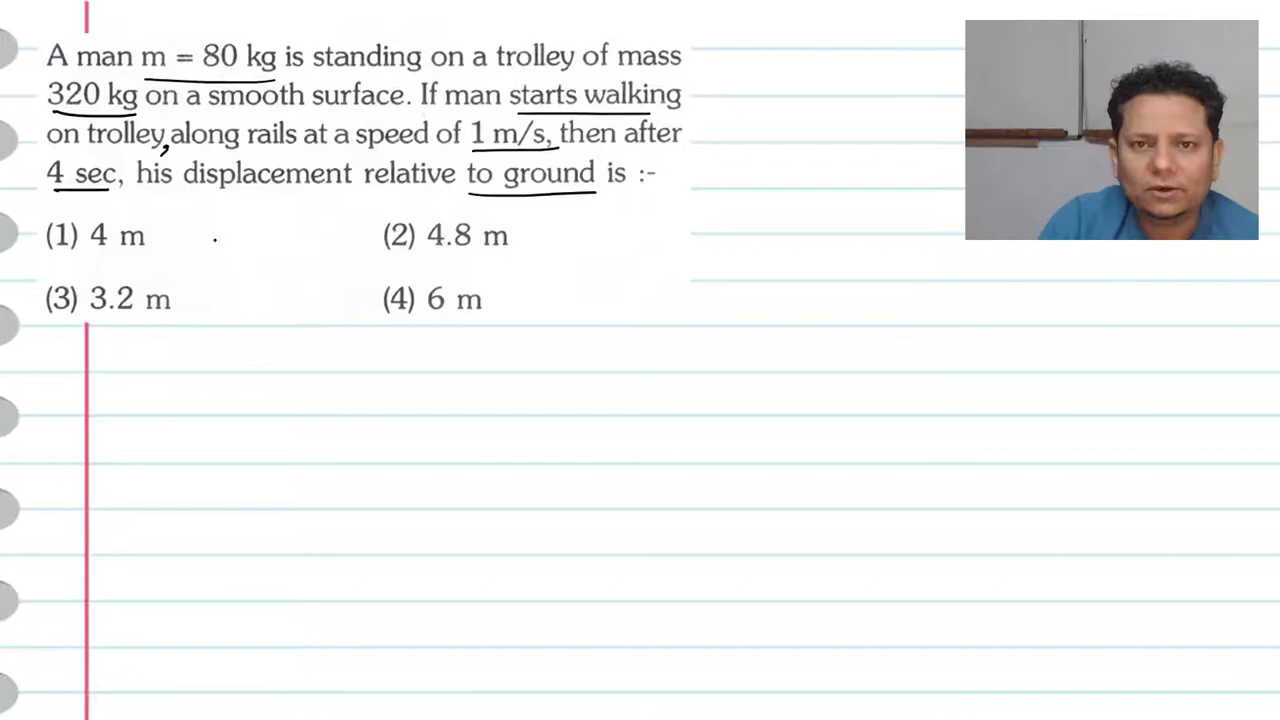 A man m = 80 kg is standing on a trolley of mass
320 kg on a smooth surface. If man starts walking
on trolley, along rails at a speed of 1 m/s, then after
4 sec, his displacement relative to ground is :-
(1) 4 m (2) 4.8 m
(3) 3.2 m (4) 6 m